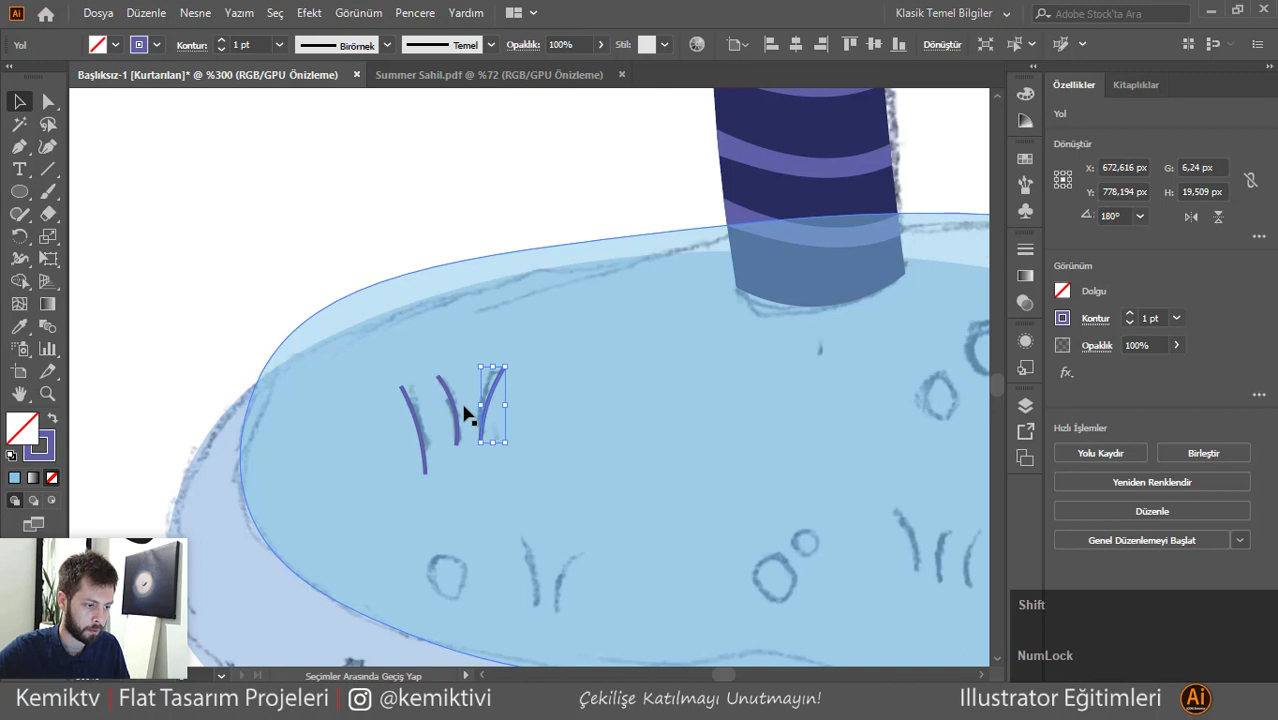 Ai Dosya Düzenle Nesne Yazım Seç Efekt Görünüm Pencere Yardım Klasik Temel Bilgiler Adobe Stock'ta Ara
Yol Kontur: 1 pt Birörnek Temel Opaklık: 100% Stil: Dönüştür
Başlıksız-1 [Kurtarılan]* @ %300 (RGB/GPU Önizleme) Summer Sahil.pdf @ %72 (RGB/GPU Önizleme)
Özellikler Kitaplıklar
Yol
Dönüştür
X: 672,616 px G: 6,24 px
Y: 778,194 px H: 19,509 px
180°
Görünüm
Dolgu
Kontur 1 pt
Opaklık 100%
fx.
Hızlı İşlemler
Yolu Kaydır Birleştir
Yeniden Renklendir
Düzenle
Genel Düzenlemeyi Başlat
Shift
NumLock
Seçimler Arasında Geçiş Yap
Kemiktv | Flat Tasarım Projeleri @kemiktivi Çekilişe Katılmayı Unutmayın! Illustrator Eğitimleri Ai